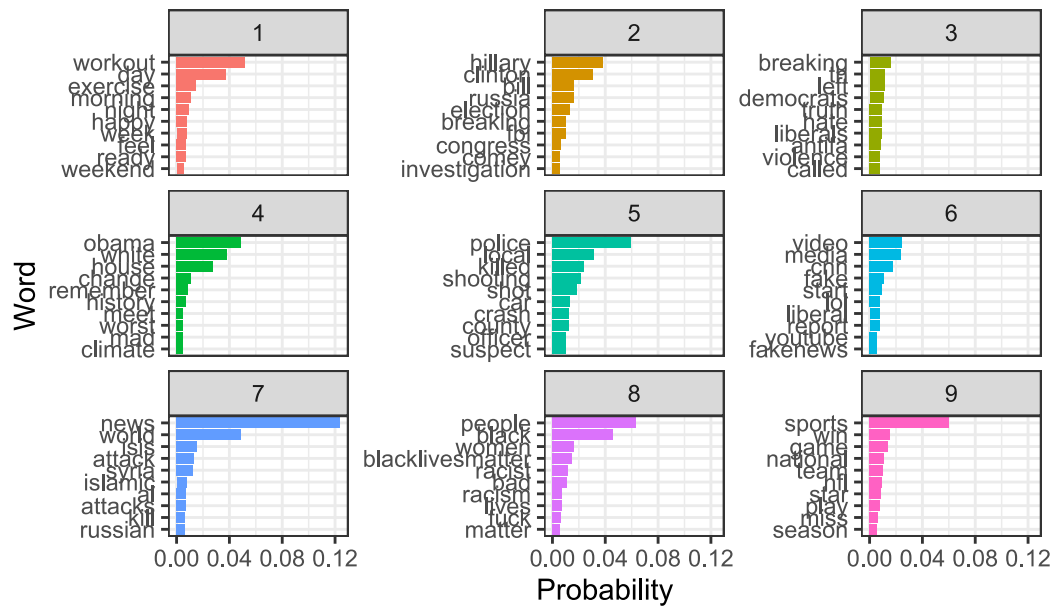 1
workout
day
exercise
morning
night
happy
week
feel
ready
weekend
2
hillary
clinton
bill
russia
election
breaking
fbi
congress
comey
investigation
3
breaking
left
democrats
truth
hate
liberals
antifa
violence
called
4
obama
white
house
change
remember
history
meet
worst
mad
climate
5
police
local
killed
shooting
shot
car
crash
county
officer
suspect
6
video
media
cnn
fake
start
lol
liberal
report
youtube
fakenews
7
news
world
isis
attack
syria
islamic
al
attacks
kill
russian
0.00 0.04 0.08 0.12
8
people
black
women
blacklivesmatter
racist
bad
racism
lives
fuck
matter
0.00 0.04 0.08 0.12
9
sports
win
game
national
team
nfl
star
play
miss
season
0.00 0.04 0.08 0.12
Word
Probability